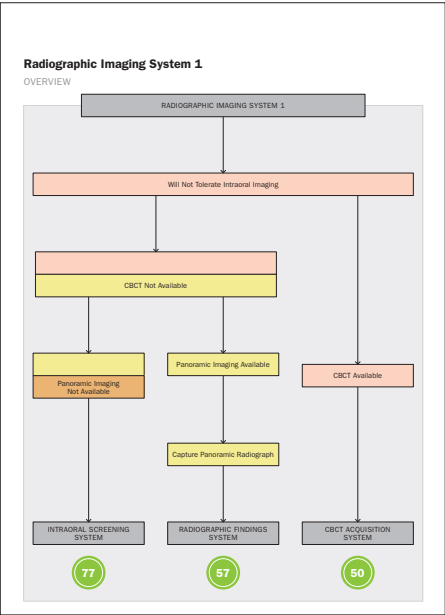 Radiographic Imaging System 1
OVERVIEW
RADIOGRAPHIC IMAGING SYSTEM 1
Will Not Tolerate Intraoral Imaging
CBCT Not Available
Panoramic Imaging
Not Available
Panoramic Imaging Available
CBCT Available
Capture Panoramic Radiograph
INTRAORAL SCREENING
SYSTEM
RADIOGRAPHIC FINDINGS
SYSTEM
CBCT ACQUISITION
SYSTEM
77
57
50